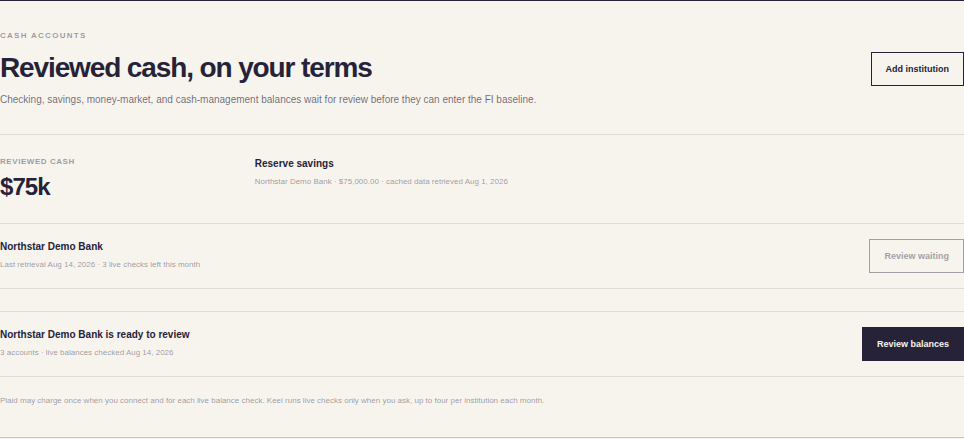 CASH ACCOUNTS
Reviewed cash, on your terms
Add institution
Checking, savings, money-market, and cash-management balances wait for review before they can enter the FI baseline.
REVIEWED CASH
$75k
Reserve savings
Northstar Demo Bank · $75,000.00 · cached data retrieved Aug 1, 2026
Northstar Demo Bank
Last retrieval Aug 14, 2026 · 3 live checks left this month
Review waiting
Northstar Demo Bank is ready to review
3 accounts · live balances checked Aug 14, 2026
Review balances
Plaid may charge once when you connect and for each live balance check. Keel runs live checks only when you ask, up to four per institution each month.